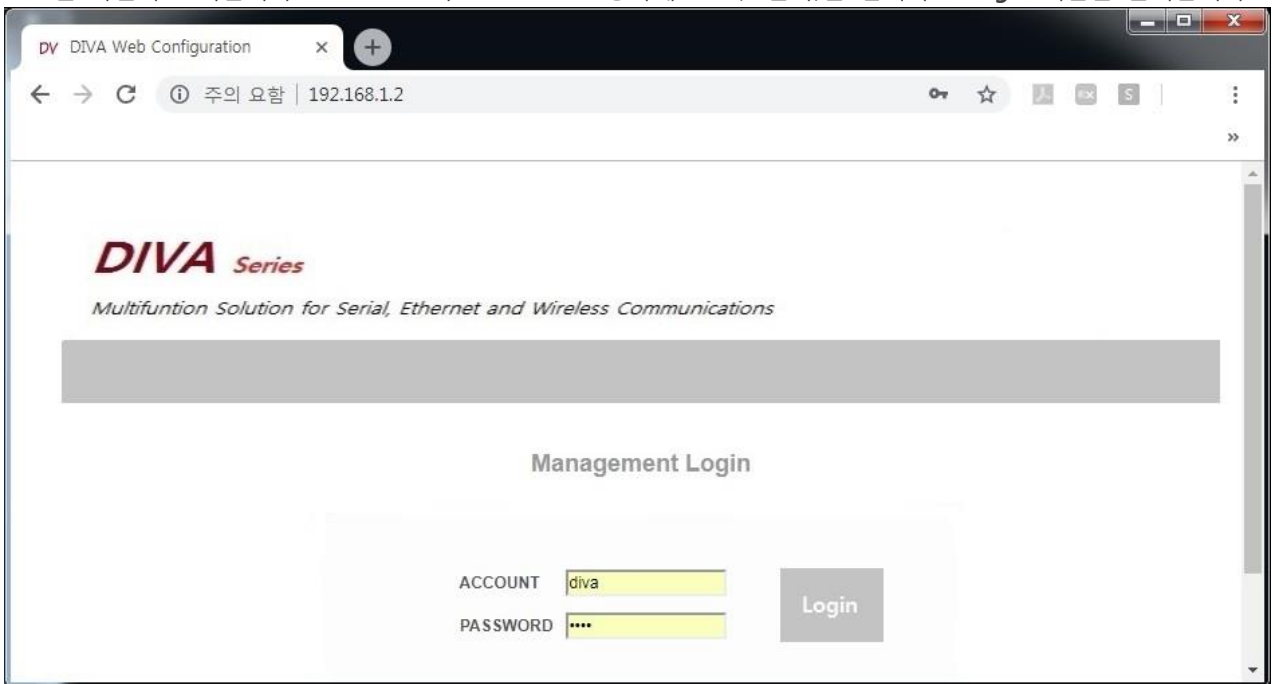 DV DIVA Web Configuration
주의 요함 | 192.168.1.2
DIVA Series
Multifuntion Solution for Serial, Ethernet and Wireless Communications
Management Login
ACCOUNT diva
Login
PASSWORD ••••